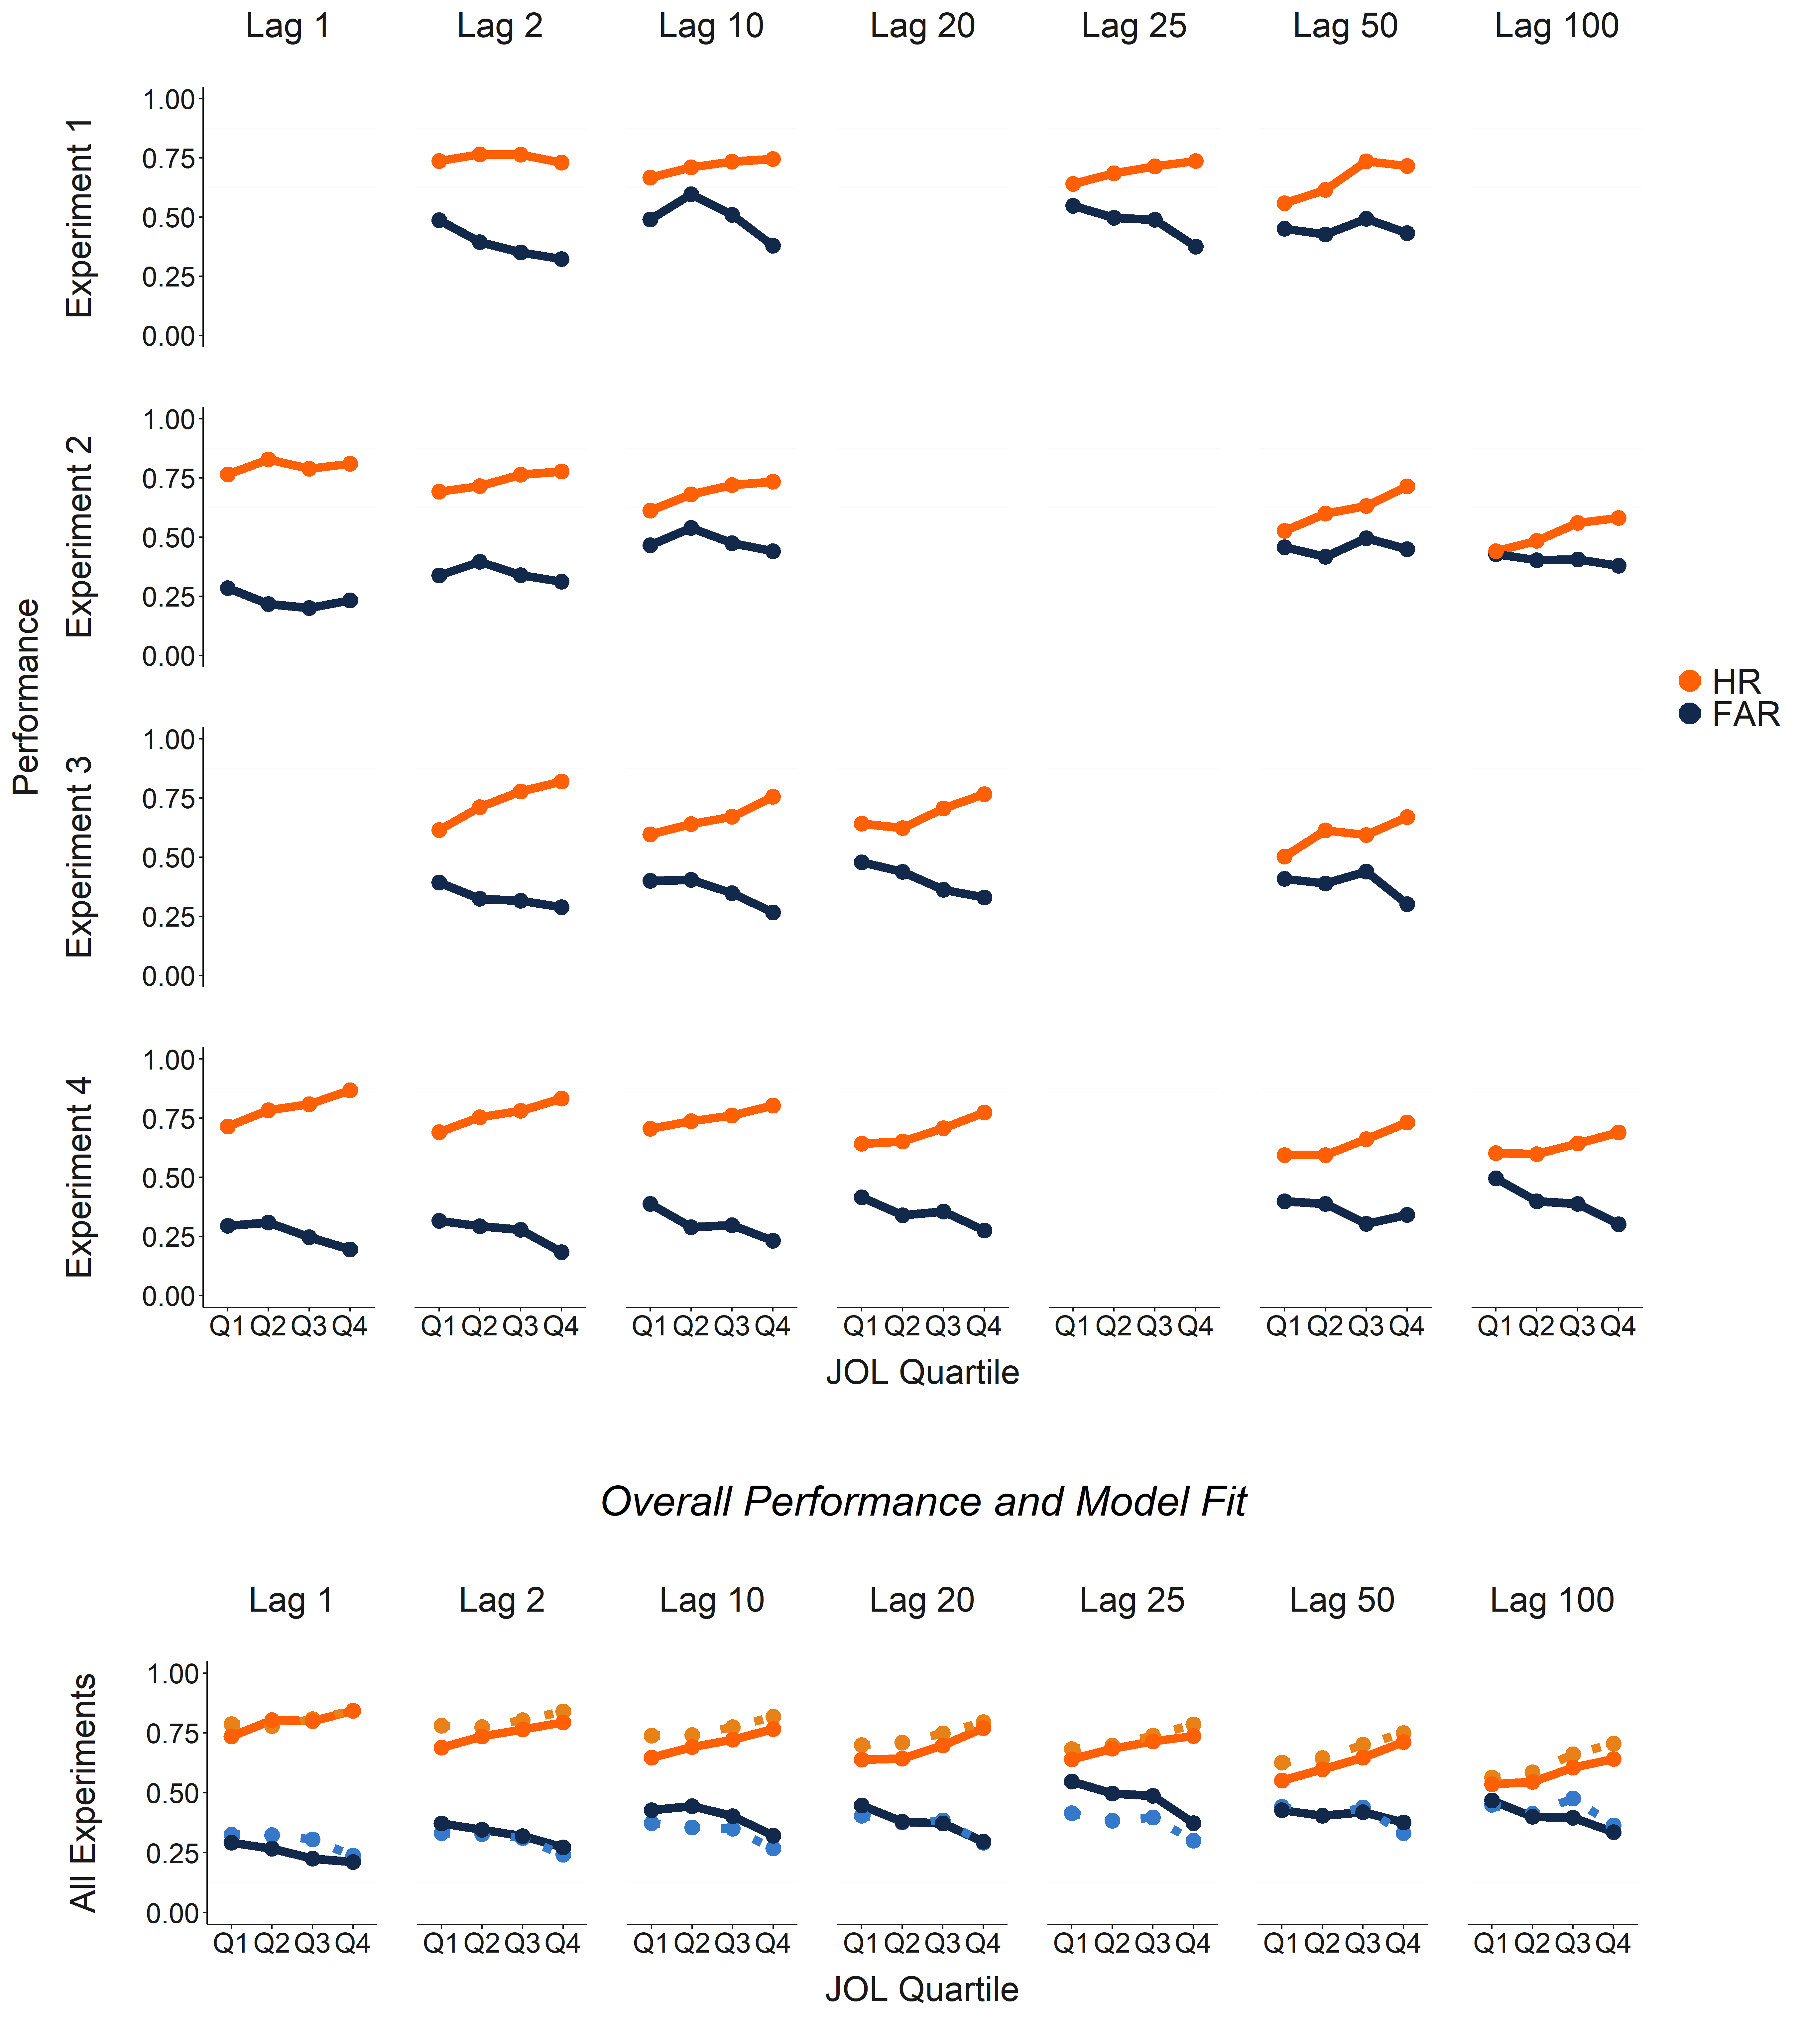 Lag 1 Lag 2 Lag 10 Lag 20 Lag 25 Lag 50 Lag 100
Performance
Experiment 1
1.00
0.75
0.50
0.25
0.00
Experiment 2
1.00
0.75
0.50
0.25
0.00
HR
FAR
Experiment 3
1.00
0.75
0.50
0.25
0.00
Experiment 4
1.00
0.75
0.50
0.25
0.00
Q1 Q2 Q3 Q4 Q1 Q2 Q3 Q4 Q1 Q2 Q3 Q4 Q1 Q2 Q3 Q4 Q1 Q2 Q3 Q4 Q1 Q2 Q3 Q4 Q1 Q2 Q3 Q4
JOL Quartile
Overall Performance and Model Fit
Lag 1 Lag 2 Lag 10 Lag 20 Lag 25 Lag 50 Lag 100
All Experiments
1.00
0.75
0.50
0.25
0.00
Q1 Q2 Q3 Q4 Q1 Q2 Q3 Q4 Q1 Q2 Q3 Q4 Q1 Q2 Q3 Q4 Q1 Q2 Q3 Q4 Q1 Q2 Q3 Q4 Q1 Q2 Q3 Q4
JOL Quartile